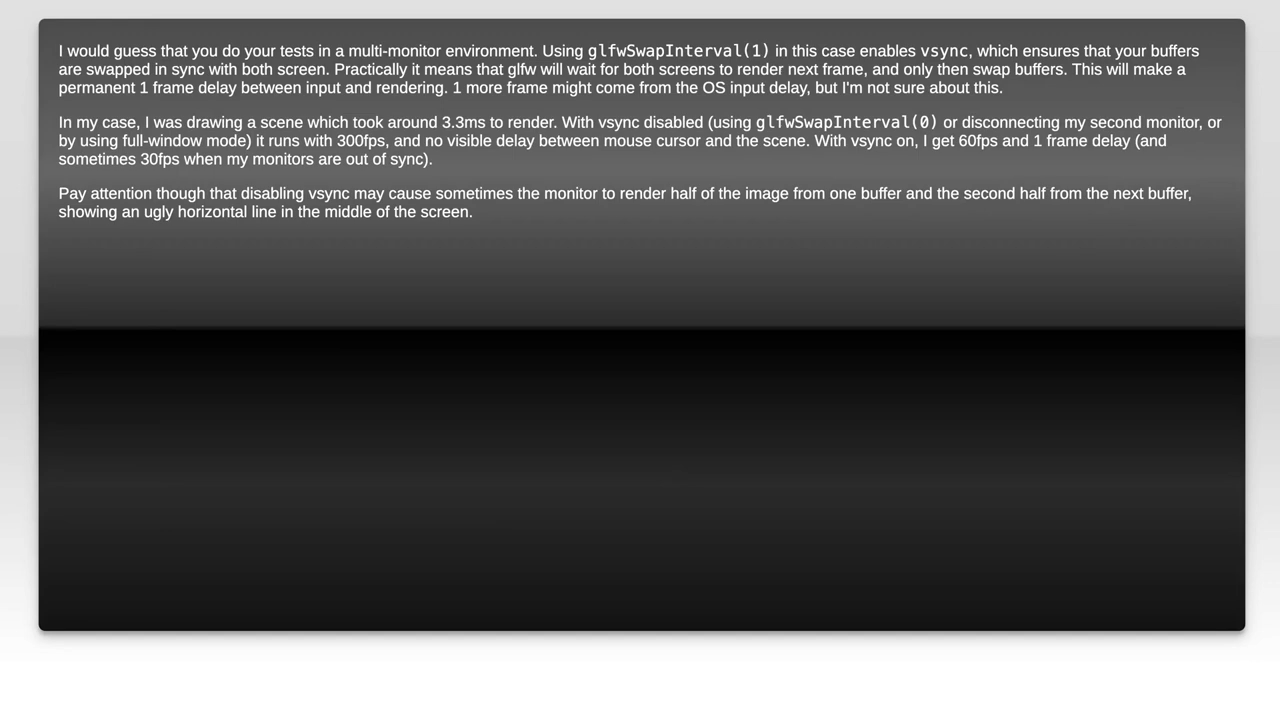 I would guess that you do your tests in a multi-monitor environment. Using glfwSwapInterval(1) in this case enables vsync, which ensures that your buffers
are swapped in sync with both screen. Practically it means that glfw will wait for both screens to render next frame, and only then swap buffers. This will make a
permanent 1 frame delay between input and rendering. 1 more frame might come from the OS input delay, but I'm not sure about this.
In my case, I was drawing a scene which took around 3.3ms to render. With vsync disabled (using glfwSwapInterval(0) or disconnecting my second monitor, or
by using full-window mode) it runs with 300fps, and no visible delay between mouse cursor and the scene. With vsync on, I get 60fps and 1 frame delay (and
sometimes 30fps when my monitors are out of sync).
Pay attention though that disabling vsync may cause sometimes the monitor to render half of the image from one buffer and the second half from the next buffer,
showing an ugly horizontal line in the middle of the screen.